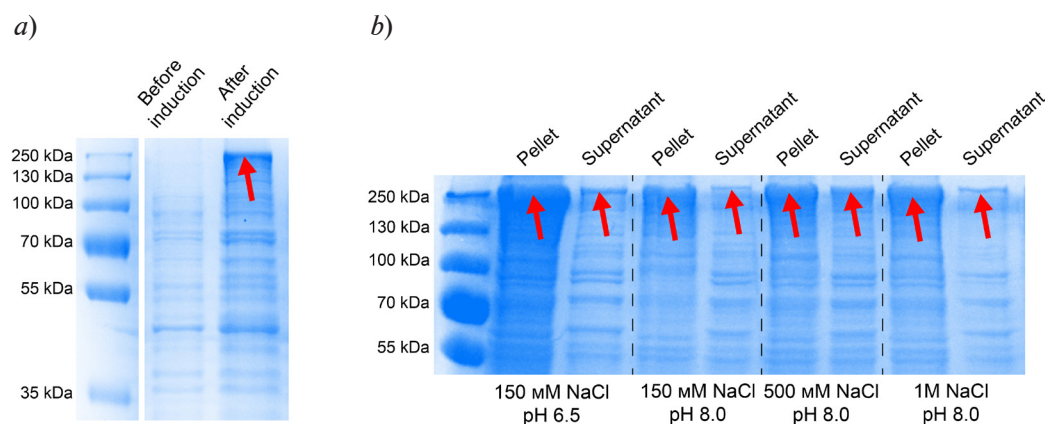 a)
Before induction
After induction
250 kDa
130 kDa
100 kDa
70 kDa
55 kDa
35 kDa
b)
Pellet
Supernatant
Pellet
Supernatant
Pellet
Supernatant
Pellet
Supernatant
250 kDa
130 kDa
100 kDa
70 kDa
55 kDa
150 мМ NaCl
pH 6.5
150 мМ NaCl
pH 8.0
500 мМ NaCl
pH 8.0
1M NaCl
pH 8.0